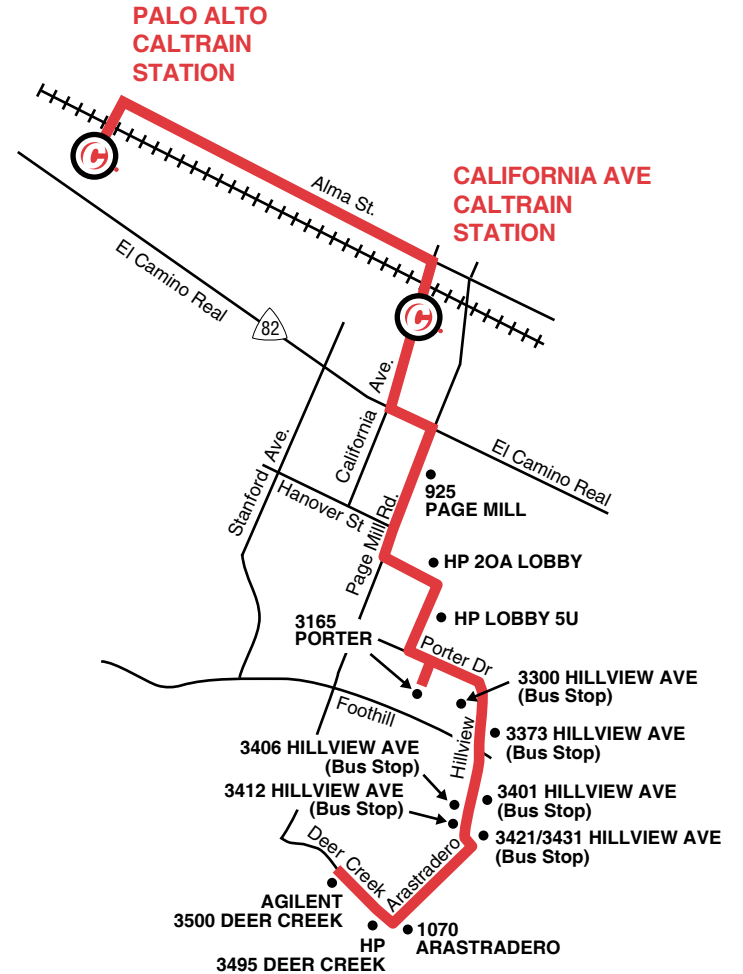 PALO ALTO
CALTRAIN
STATION
C
Alma St.
CALIFORNIA AVE
CALTRAIN
STATION
El Camino Real
82
C
Ave.
California
Stanford Ave.
El Camino Real
Hanover St
Page Mill Rd.
925
PAGE MILL
HP 2OA LOBBY
HP LOBBY 5U
3165
PORTER
Porter Dr
3300 HILLVIEW AVE
(Bus Stop)
Foothill
Hillview
3373 HILLVIEW AVE
(Bus Stop)
3406 HILLVIEW AVE
(Bus Stop)
3412 HILLVIEW AVE
(Bus Stop)
3401 HILLVIEW AVE
(Bus Stop)
3421/3431 HILLVIEW AVE
(Bus Stop)
Deer Creek
Arastradero
AGILENT
3500 DEER CREEK
HP
3495 DEER CREEK
1070
ARASTRADERO